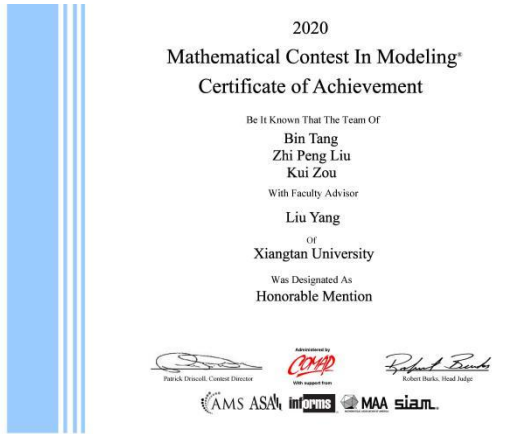 2020
Mathematical Contest In Modeling®
Certificate of Achievement
Be It Known That The Team Of
Bin Tang
Zhi Peng Liu
Kui Zou
With Faculty Advisor
Liu Yang
Of
Xiangtan University
Was Designated As
Honorable Mention
Administered by
COMAP
With support from
Patrick Driscoll, Contest Director
Robert Burks, Head Judge
AMS ASA informs MAA siam.